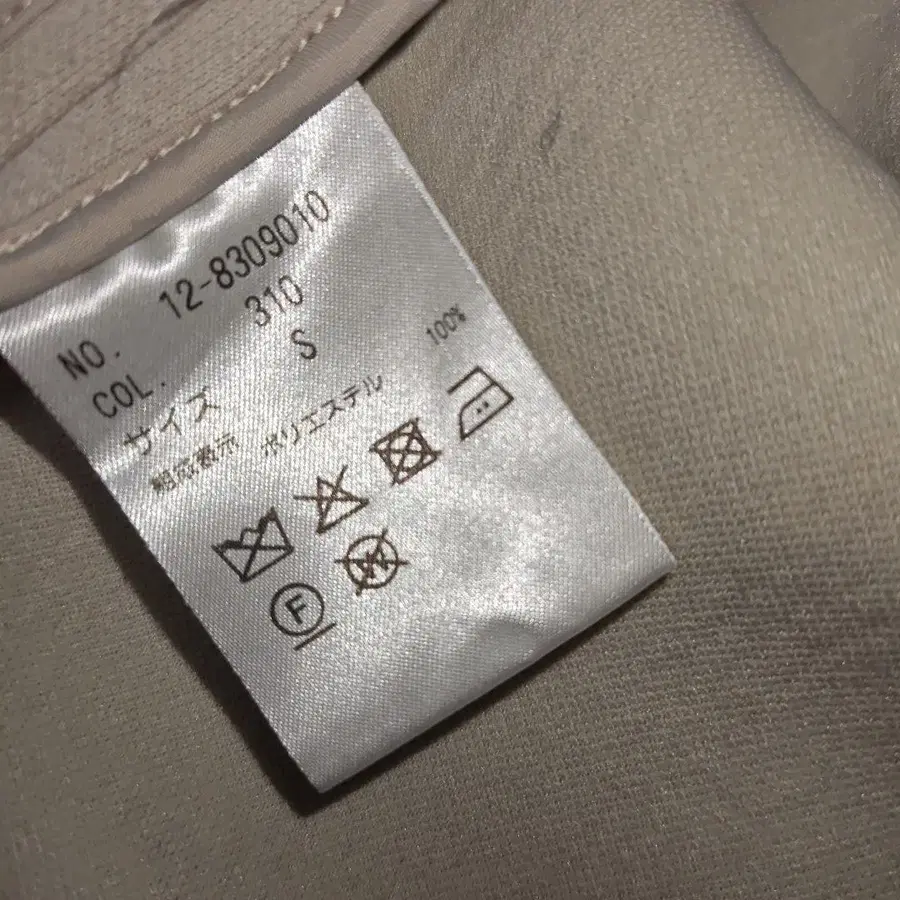 NO. 12-8309010
COL. 310
サイズ S
組成表示 ポリエステル 100%
F
W